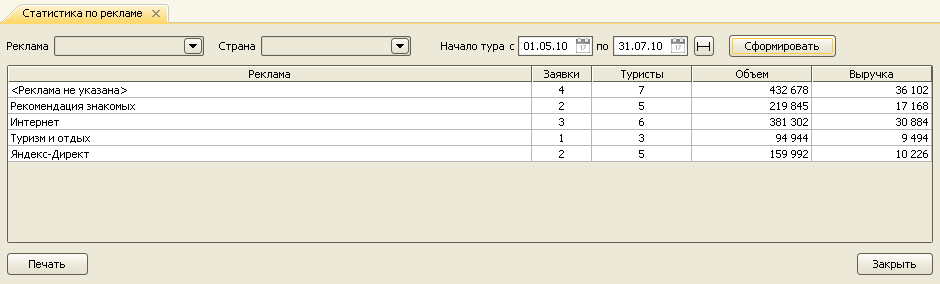 Статистика по рекламе
Реклама Страна Начало тура с 01.05.10 17 по 31.07.10 17 Сформировать
Реклама Заявки Туристы Объем Выручка
<Реклама не указана> 4 7 432 678 36 102
Рекомендация знакомых 2 5 219 845 17 168
Интернет 3 6 381 302 30 884
Туризм и отдых 1 3 94 944 9 494
Яндекс-Директ 2 5 159 992 10 226
Печать Закрыть